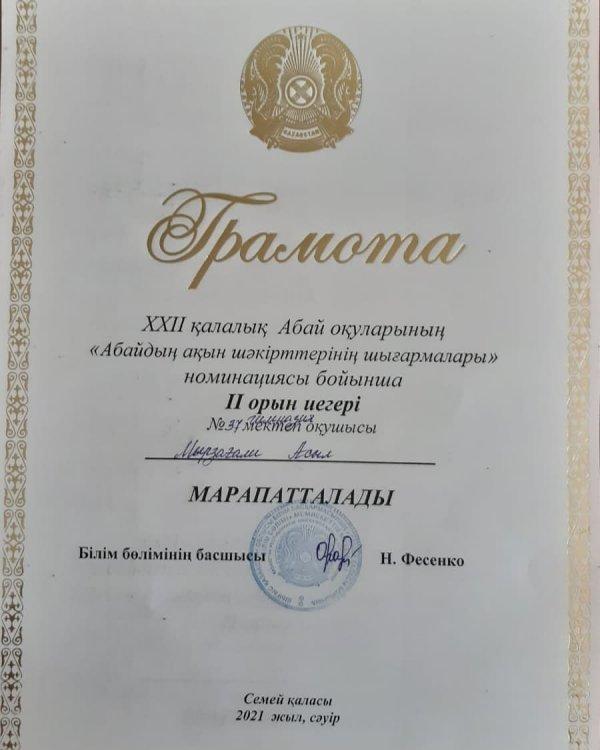 KAZAKSTAN
Грамота
XXII қалалық Абай оқуларының
«Абайдың ақын шәкірттерінің шығармалары»
номинациясы бойынша
II орын иегері
гимназия
№37 мектеп оқушысы
Мырзағали Асыл
МАРАПАТТАЛАДЫ
Білім бөлімінің басшысы Н. Фесенко
Семей қаласы
2021 жыл, сәуір